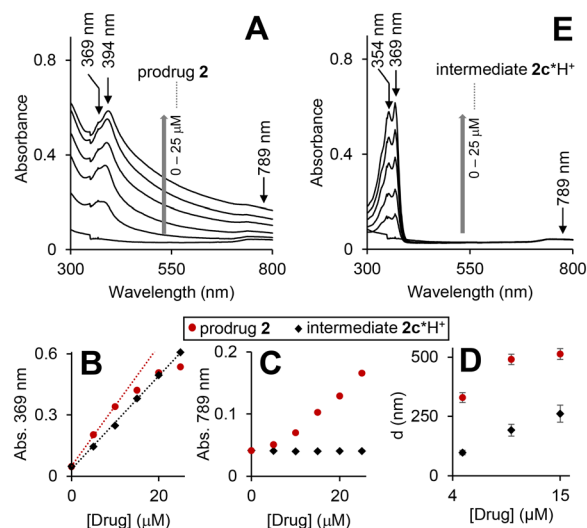 A
369 nm
394 nm
prodrug 2
0 – 25 μM
789 nm
Absorbance
0.8
0.4
0
300
550
800
Wavelength (nm)
E
354 nm
369 nm
intermediate 2c*H⁺
0 – 25 μM
789 nm
Absorbance
0.8
0.4
0
300
550
800
Wavelength (nm)
prodrug 2
intermediate 2c*H⁺
B
Abs. 369 nm
0.6
0.3
0
0
20
[Drug] (μM)
C
Abs. 789 nm
0.2
0.1
0
0
20
[Drug] (μM)
D
d (nm)
500
250
0
4
15
[Drug] (μM)